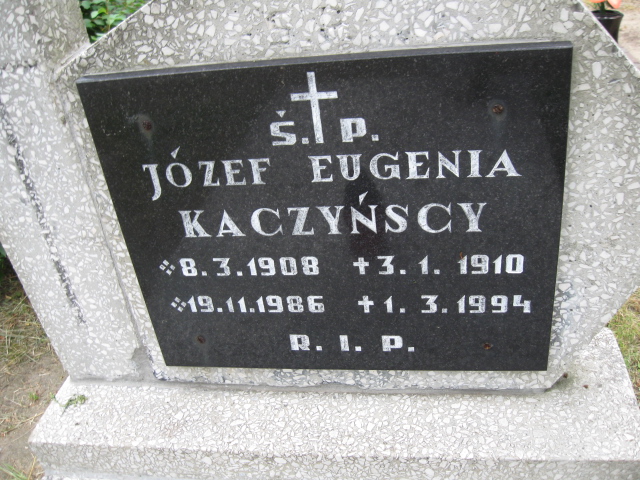 Ś.P.
JÓZEF EUGENIA
KACZYŃSCY
8.3.1908 3.1.1910
19.11.1986 1.3.1994
R.I.P.